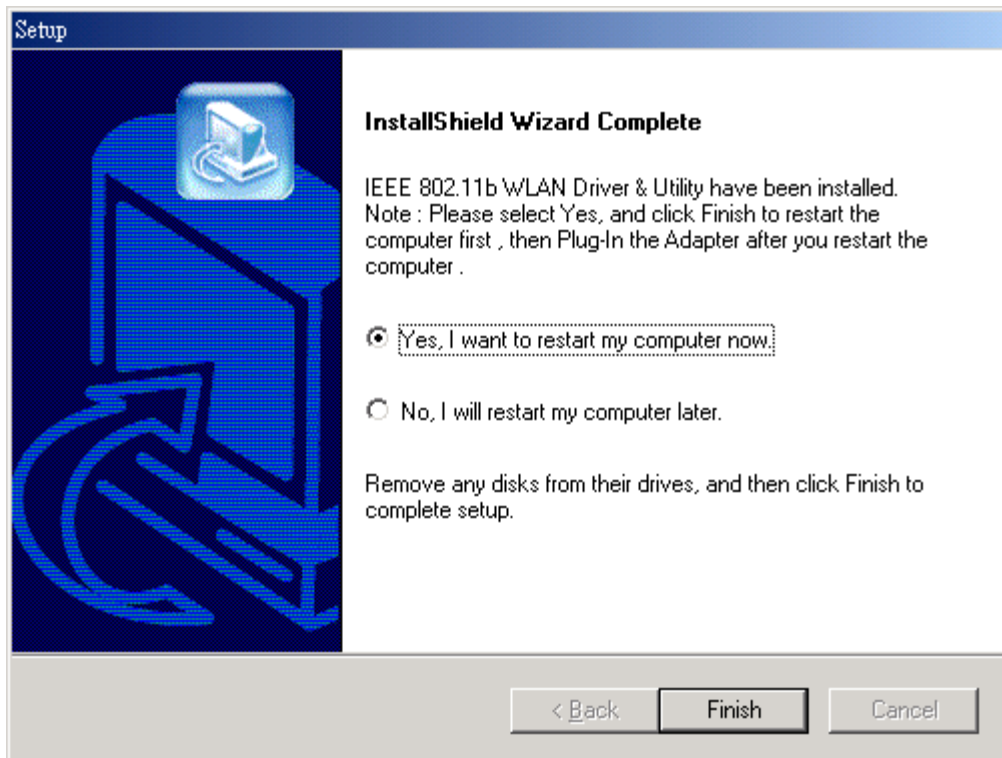 Setup
InstallShield Wizard Complete
IEEE 802.11b WLAN Driver & Utility have been installed.
Note : Please select Yes, and click Finish to restart the
computer first , then Plug-In the Adapter after you restart the
computer .
Yes, I want to restart my computer now.
No, I will restart my computer later.
Remove any disks from their drives, and then click Finish to
complete setup.
< Back
Finish
Cancel